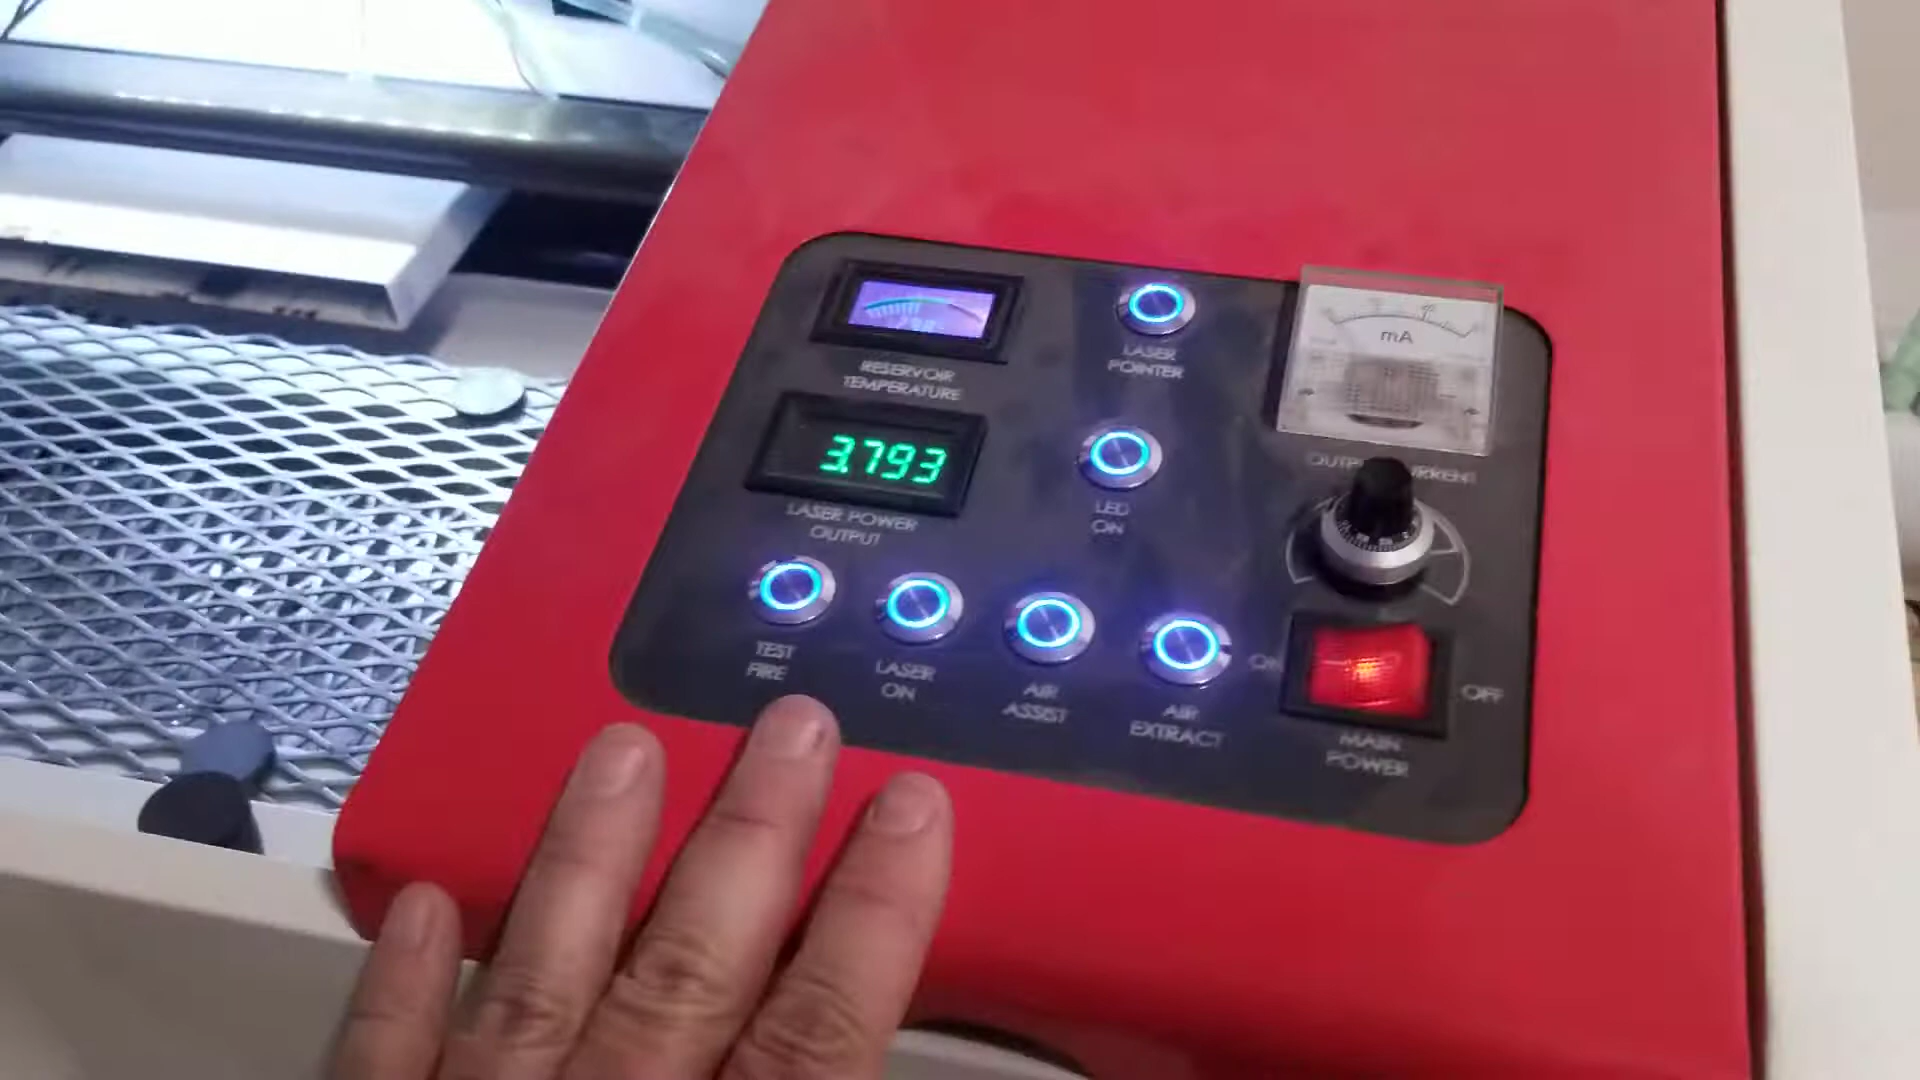 RESERVOIR
TEMPERATURE
LASER
POINTER
mA
3.793
LASER POWER
OUTPUT
LED
ON
TEST
FIRE
LASER
ON
AIR
ASSIST
AIR
EXTRACT
ON
OFF
MAIN
POWER